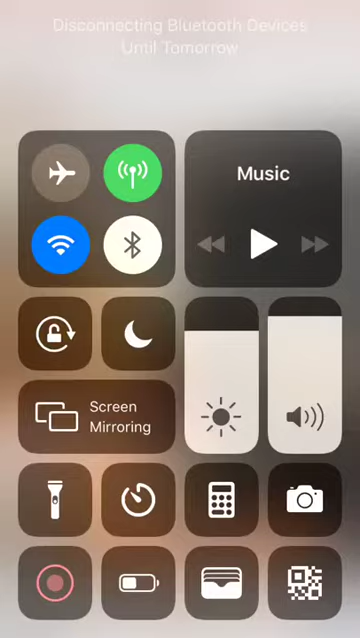 Disconnecting Bluetooth Devices
Until Tomorrow
Music
Screen
Mirroring